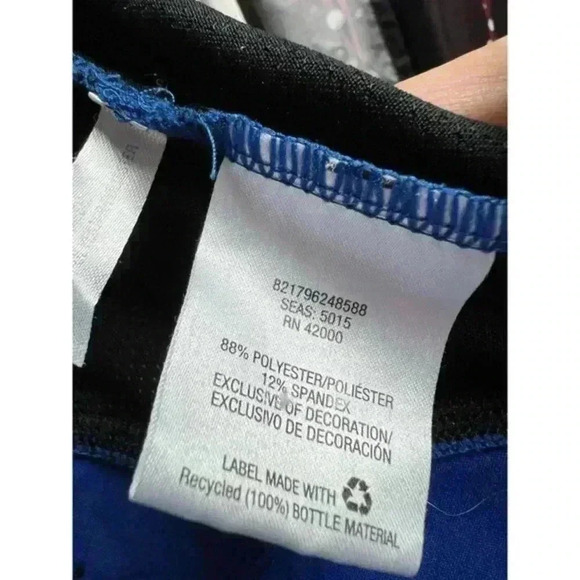 821796248588
SEAS: 5015
RN 42000
88% POLYESTER/POLIÉSTER
12% SPANDEX
EXCLUSIVE OF DECORATION/
EXCLUSIVO DE DECORACIÓN
LABEL MADE WITH
Recycled (100%) BOTTLE MATERIAL